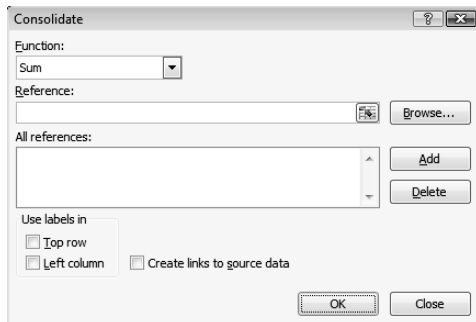 Consolidate
Function:
Sum
Reference:
Browse...
All references:
Add
Delete
Use labels in
Top row
Left column
Create links to source data
OK
Close